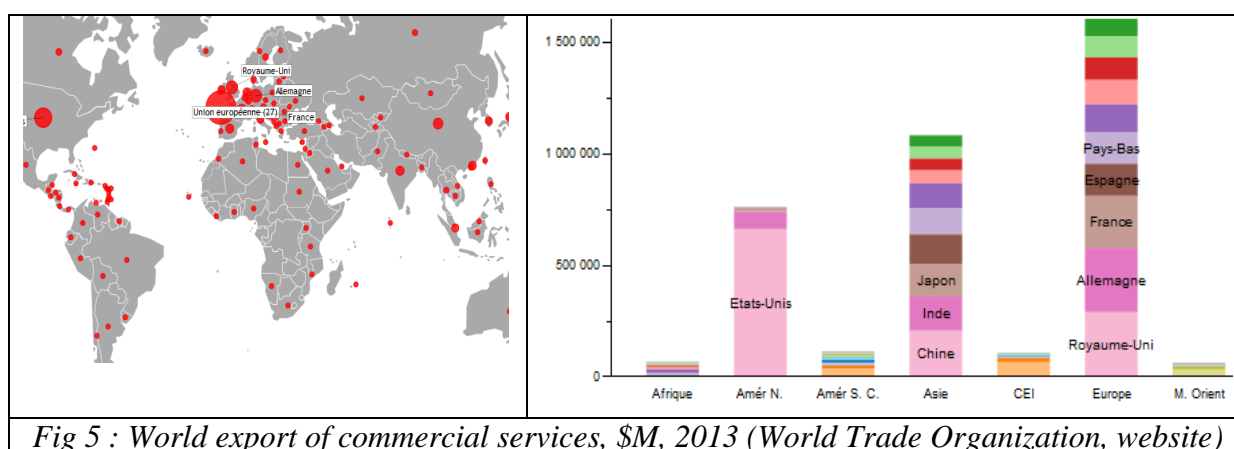 Royaume-Uni
Allemagne
Union européenne (27)
France
s
1 500 000
1 000 000
500 000
0
Etats-Unis
Japon
Inde
Chine
Pays-Bas
Espagne
France
Allemagne
Royaume-Uni
Afrique
Amér N.
Amér S. C.
Asie
CEI
Europe
M. Orient
Fig 5 : World export of commercial services, $M, 2013 (World Trade Organization, website)